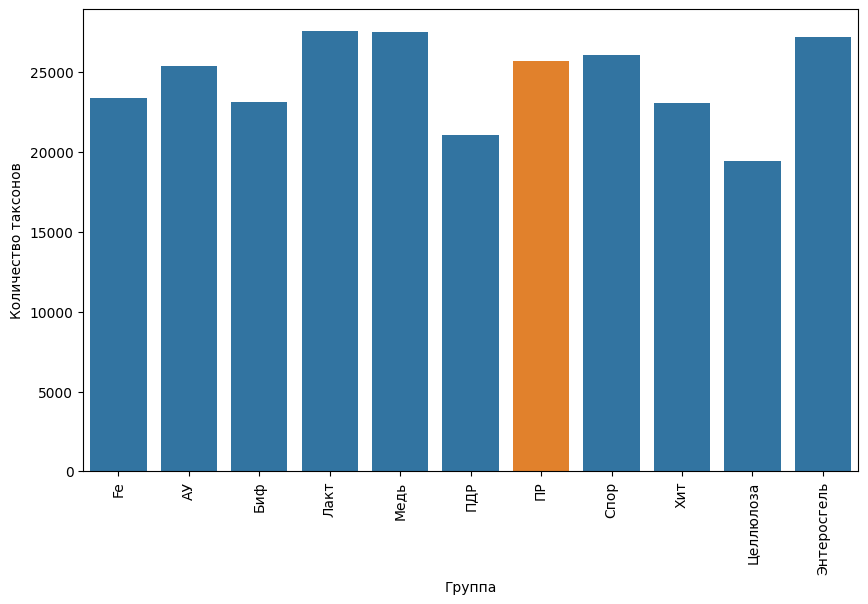 Количество таксонов
25000
20000
15000
10000
5000
0
Fe
АУ
Биф
Лакт
Медь
ПДР
ПР
Спор
Хит
Целлюлоза
Энтеросгель
Группа